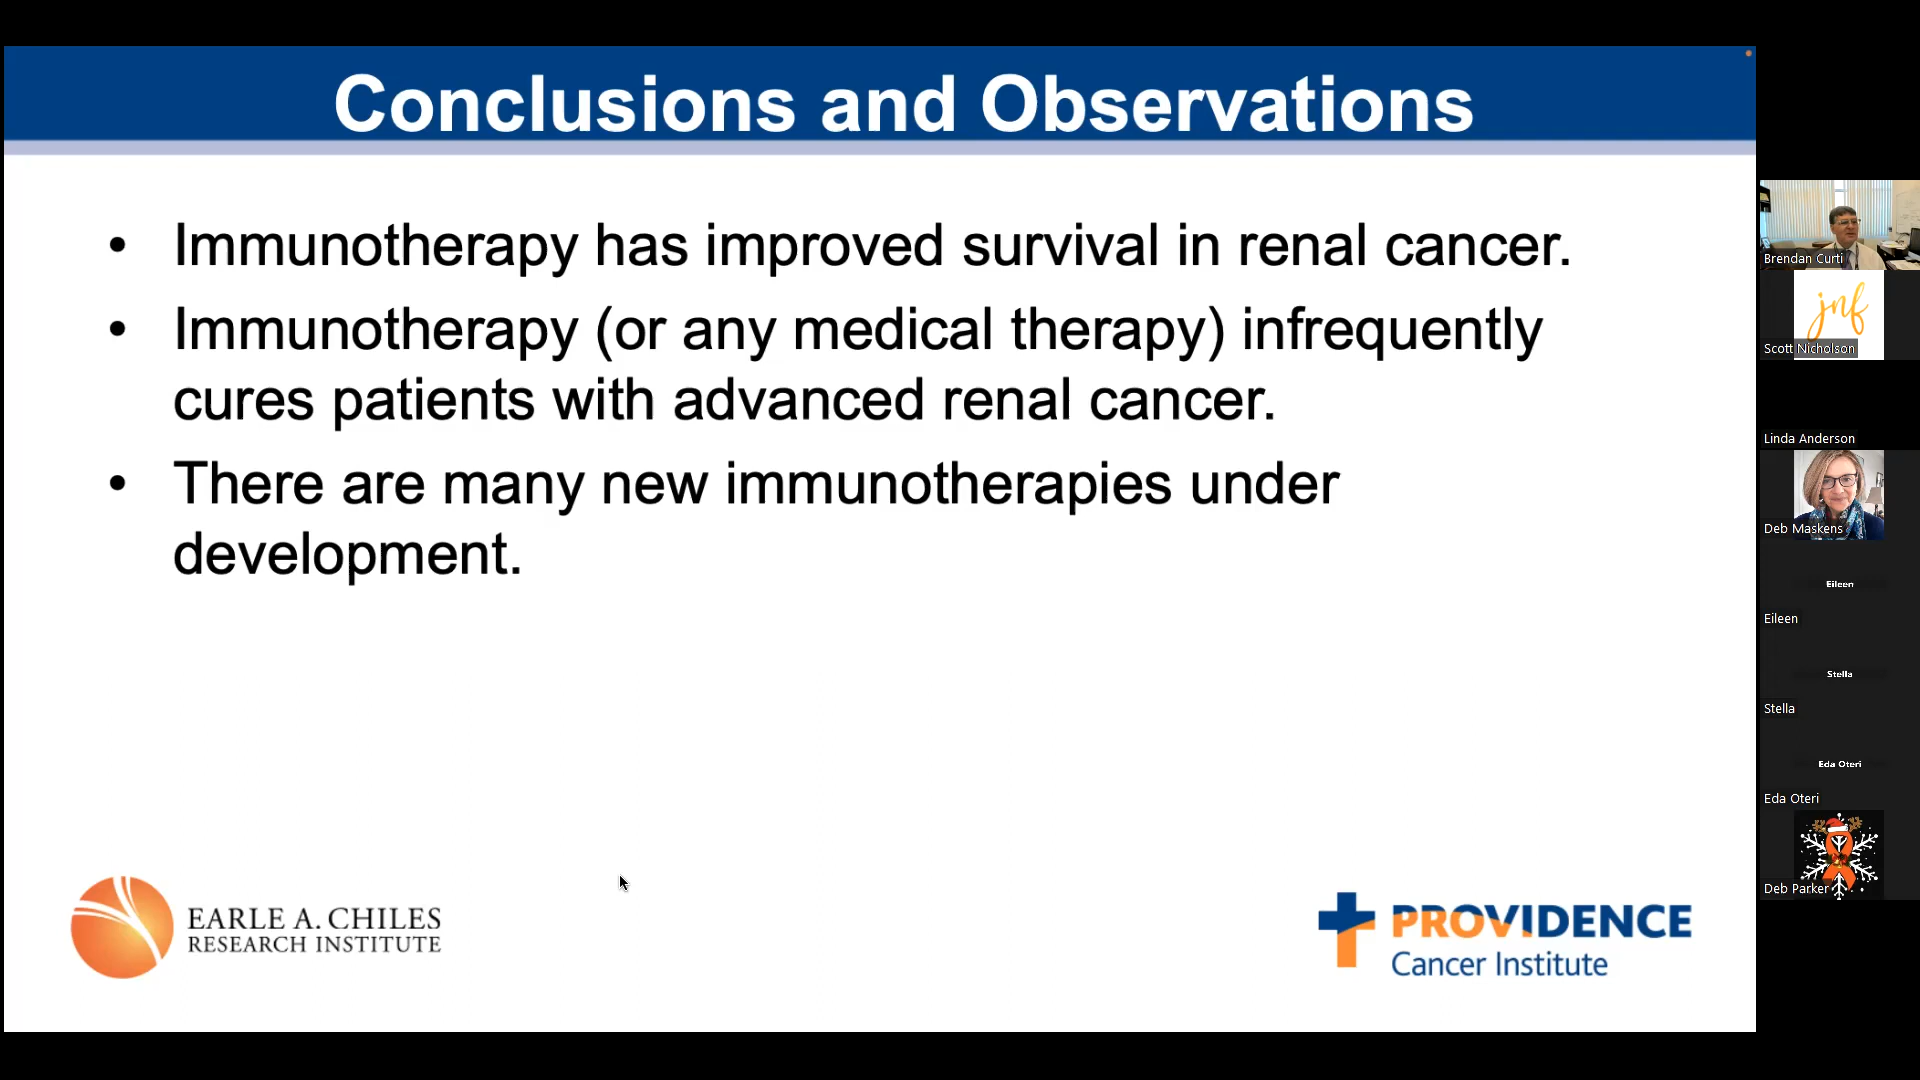 Conclusions and Observations
• Immunotherapy has improved survival in renal cancer.
• Immunotherapy (or any medical therapy) infrequently
cures patients with advanced renal cancer.
• There are many new immunotherapies under
development.
EARLE A. CHILES
RESEARCH INSTITUTE
PROVIDENCE
Cancer Institute
Brendan Curti
jnf
Scott Nicholson
Linda Anderson
Deb Maskens
Eileen
Eileen
Stella
Stella
Eda Oteri
Eda Oteri
Deb Parker